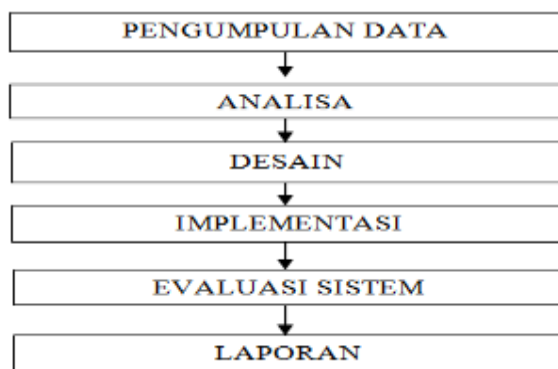 PENGUMPULAN DATA
ANALISA
DESAIN
IMPLEMENTASI
EVALUASI SISTEM
LAPORAN